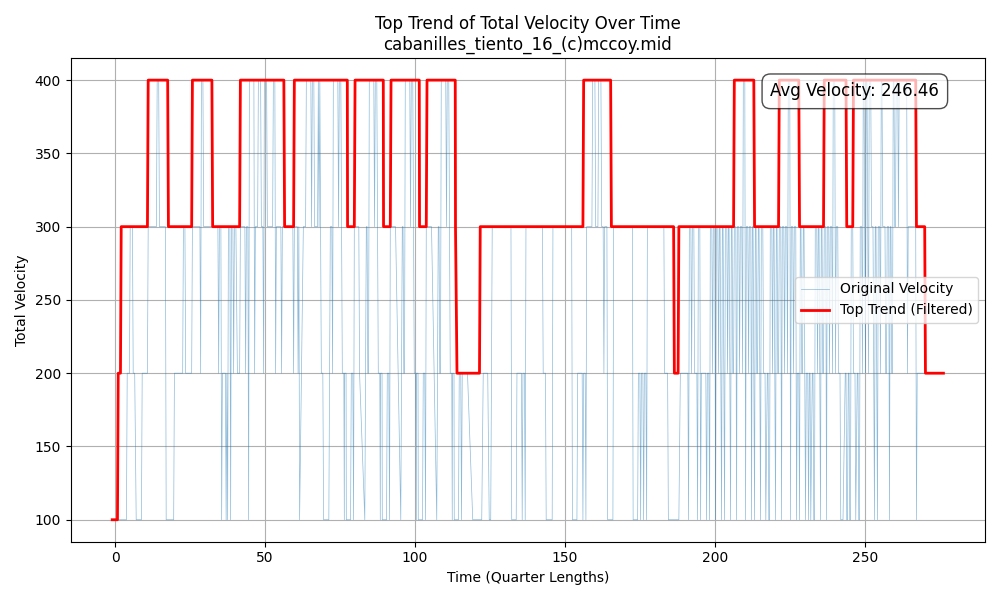 Top Trend of Total Velocity Over Time
cabanilles_tiento_16_(c)mccoy.mid
Avg Velocity: 246.46
400
350
300
250
200
150
100
Total Velocity
Original Velocity
Top Trend (Filtered)
0
50
100
150
200
250
Time (Quarter Lengths)